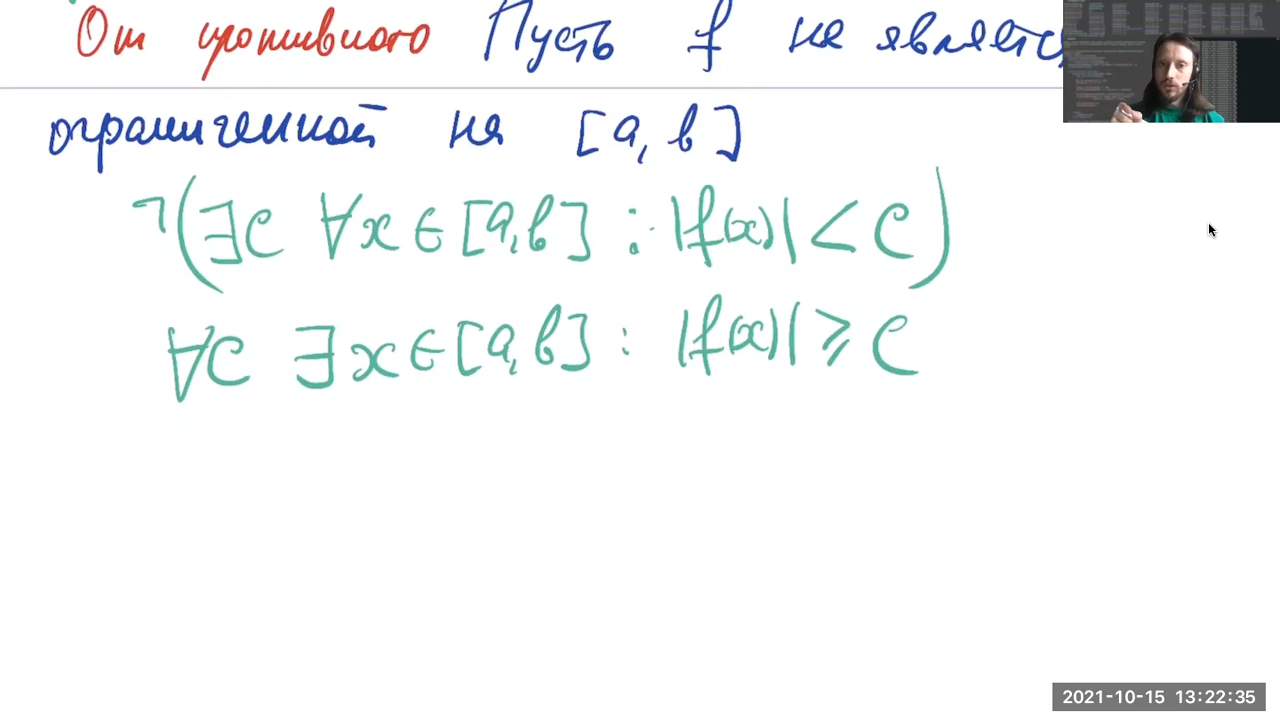 От противного Пусть f не является
ограниченной на [a, b]
¬(∃C ∀x ∈ [a, b] : |f(x)| < C)
∀C ∃x ∈ [a, b] : |f(x)| ⩾ C
2021-10-15 13:22:35